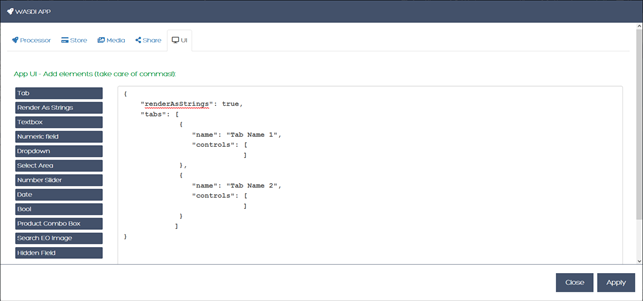 WASDI APP
Processor Store Media Share UI
App UI - Add elements (take care of commas!):
Tab
Render As Strings
Textbox
Numeric field
Dropdown
Select Area
Number Slider
Date
Bool
Product Combo Box
Search EO Image
Hidden Field
{
"renderAsStrings": true,
"tabs": [
{
"name": "Tab Name 1",
"controls": [
]
},
{
"name": "Tab Name 2",
"controls": [
]
}
]
}
Close Apply